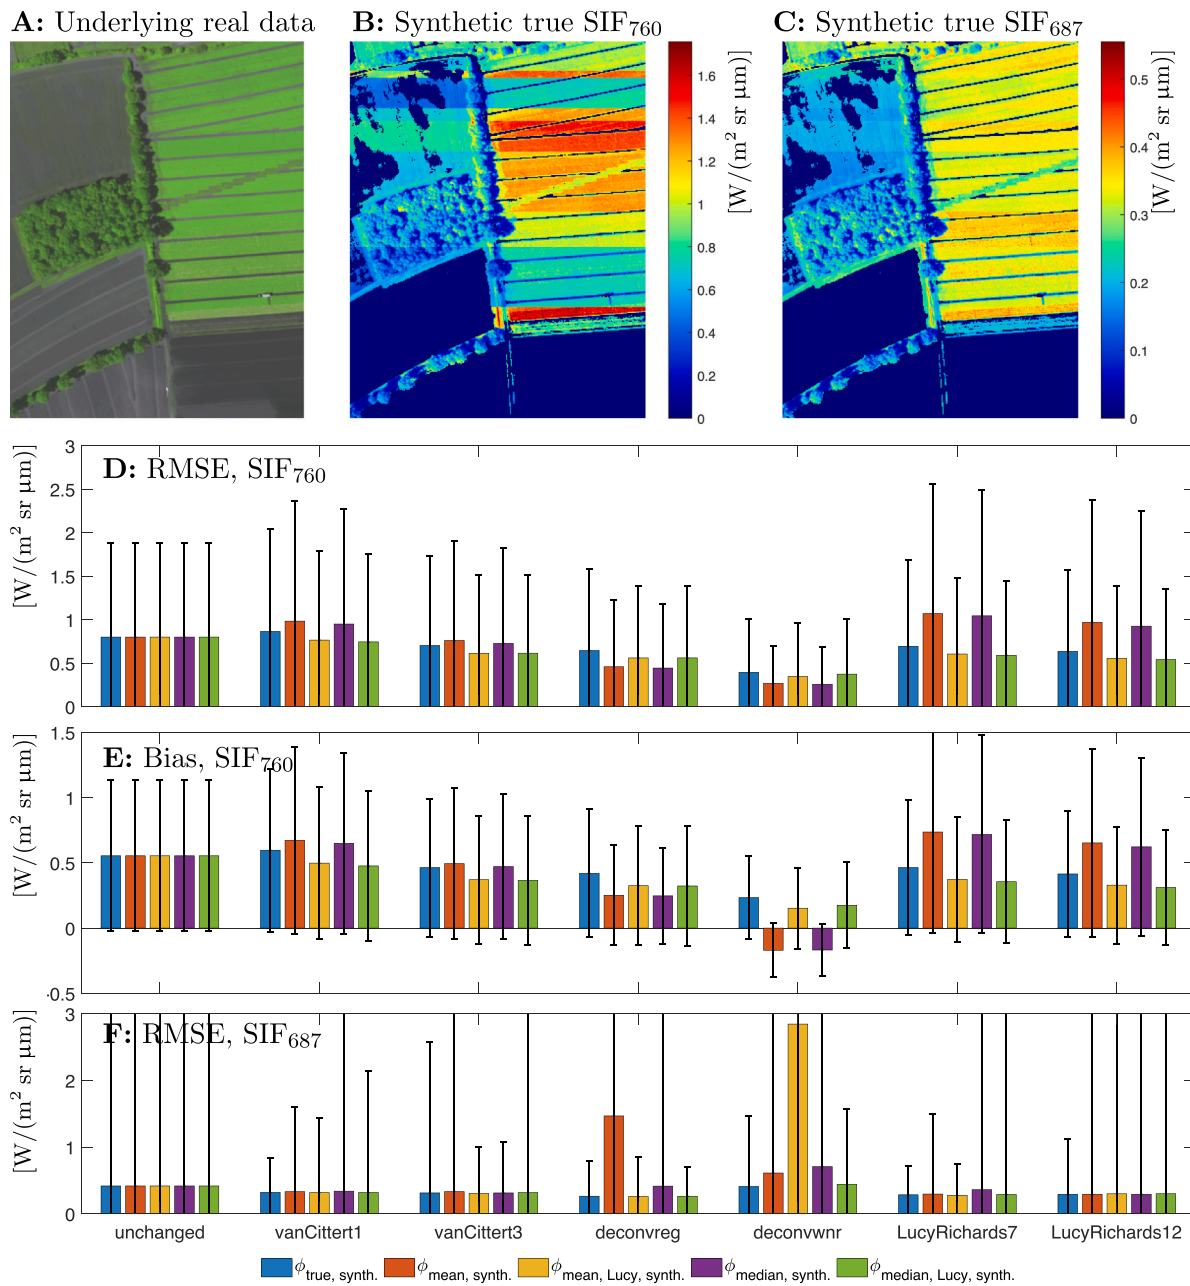 A: Underlying real data
B: Synthetic true SIF760
C: Synthetic true SIF687
1.6
1.4
1.2
1
0.8
0.6
0.4
0.2
0
[W/(m² sr µm)]
0.5
0.4
0.3
0.2
0.1
0
[W/(m² sr µm)]
D: RMSE, SIF760
[W/(m² sr µm)]
3
2.5
2
1.5
1
0.5
0
E: Bias, SIF760
[W/(m² sr µm)]
1.5
1
0.5
0
-0.5
F: RMSE, SIF687
[W/(m² sr µm)]
3
2
1
0
unchanged vanCittert1 vanCittert3 deconvreg deconvwnr LucyRichards7 LucyRichards12
ϕtrue, synth. ϕmean, synth. ϕmean, Lucy, synth. ϕmedian, synth. ϕmedian, Lucy, synth.